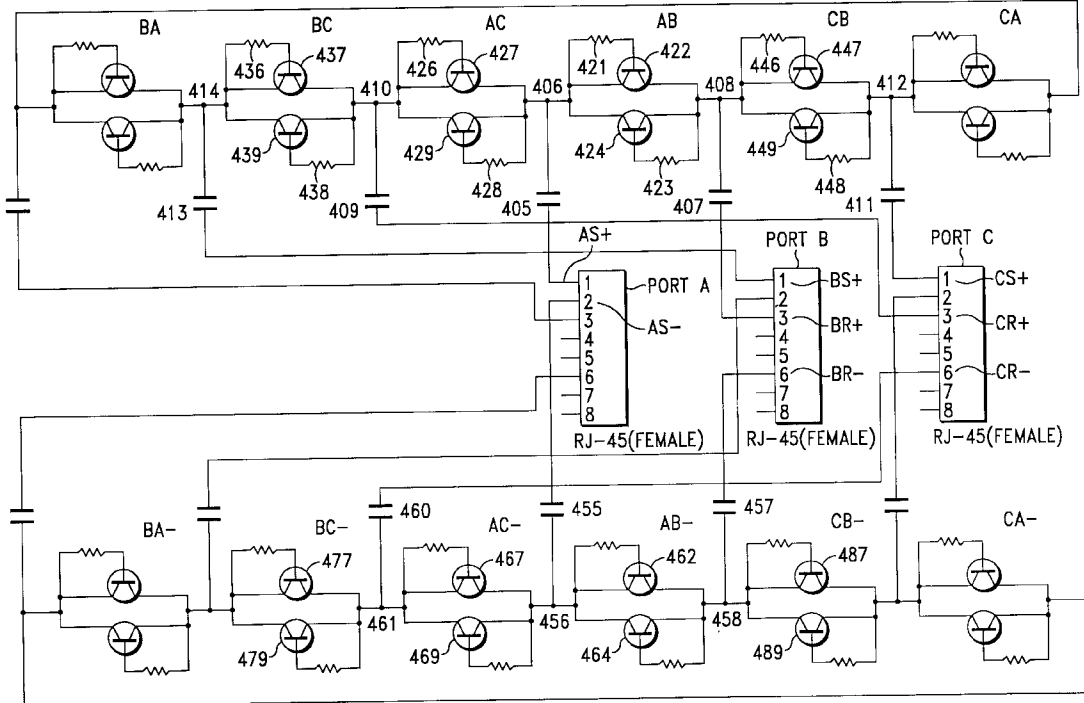 BA BC AC AB CB CA
437 427 422 447
436 426 421 446
414 410 406 408 412
439 429 424 449
438 428 423 448
413 409 405 407 411
AS+ PORT B PORT C
1 PORT A 1 BS+ 1 CS+
2 AS- 2 2
3 3 BR+ 3 CR+
4 4 4
5 5 5
6 6 BR- 6 CR-
7 7 7
8 8 8
RJ-45(FEMALE) RJ-45(FEMALE) RJ-45(FEMALE)
460 455 457
BA- BC- AC- AB- CB- CA-
477 467 462 487
461 456 458
479 469 464 489